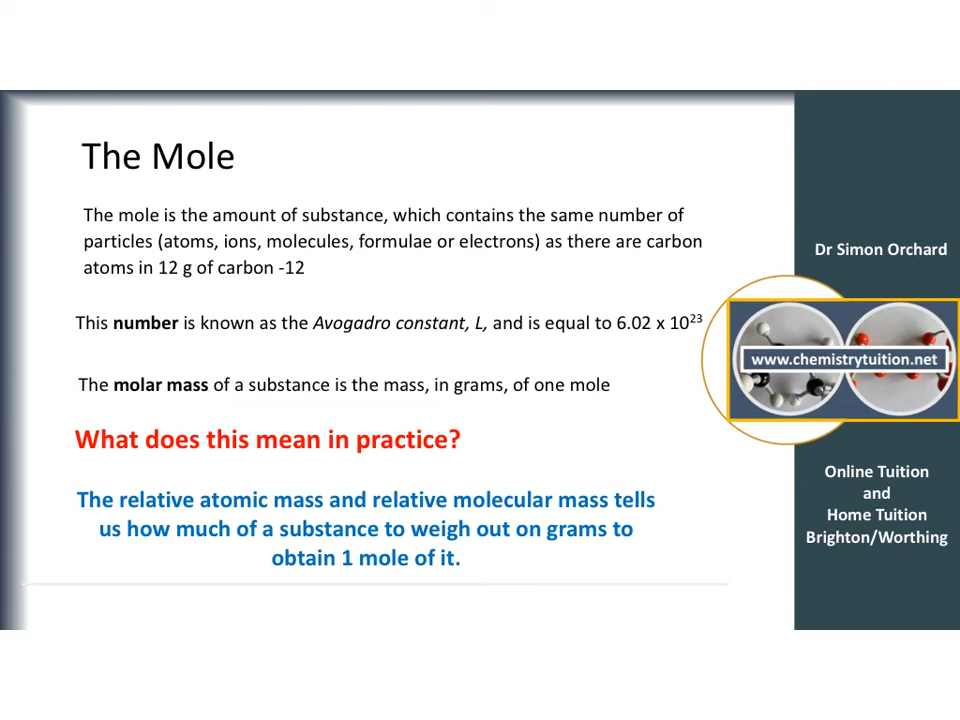 The Mole
The mole is the amount of substance, which contains the same number of
particles (atoms, ions, molecules, formulae or electrons) as there are carbon
atoms in 12 g of carbon -12
This number is known as the Avogadro constant, L, and is equal to 6.02 x 10²³
The molar mass of a substance is the mass, in grams, of one mole
What does this mean in practice?
The relative atomic mass and relative molecular mass tells
us how much of a substance to weigh out on grams to
obtain 1 mole of it.
Dr Simon Orchard
www.chemistrytuition.net
Online Tuition
and
Home Tuition
Brighton/Worthing